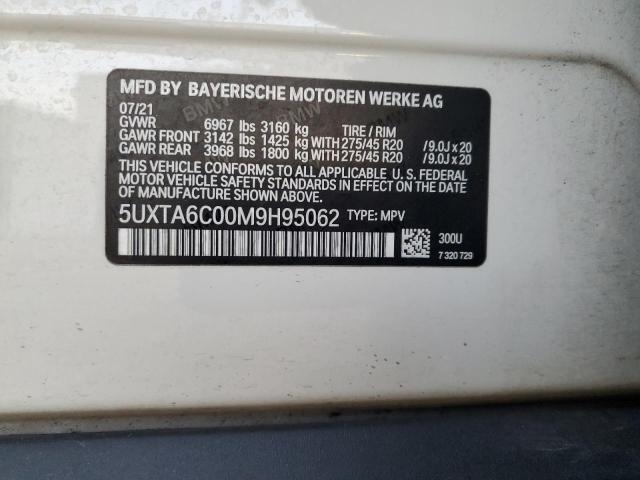 MFD BY BAYERISCHE MOTOREN WERKE AG
07/21
GVWR 6967 lbs 3160 kg TIRE / RIM
GAWR FRONT 3142 lbs 1425 kg WITH 275/45 R20 /9.0J x 20
GAWR REAR 3968 lbs 1800 kg WITH 275/45 R20 /9.0J x 20
THIS VEHICLE CONFORMS TO ALL APPLICABLE U. S. FEDERAL
MOTOR VEHICLE SAFETY STANDARDS IN EFFECT ON THE DATE
OF MANUFACTURE SHOWN ABOVE.
5UXTA6C00M9H95062 TYPE: MPV
300U
7 320 729